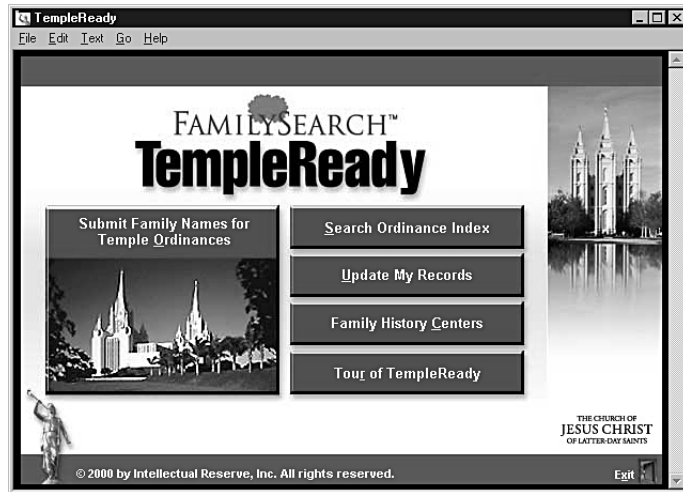 TempleReady
File Edit Text Go Help
FAMILYSEARCH™
TempleReady
Submit Family Names for
Temple Ordinances
Search Ordinance Index
Update My Records
Family History Centers
Tour of TempleReady
THE CHURCH OF
JESUS CHRIST
OF LATTER-DAY SAINTS
© 2000 by Intellectual Reserve, Inc. All rights reserved.
Exit